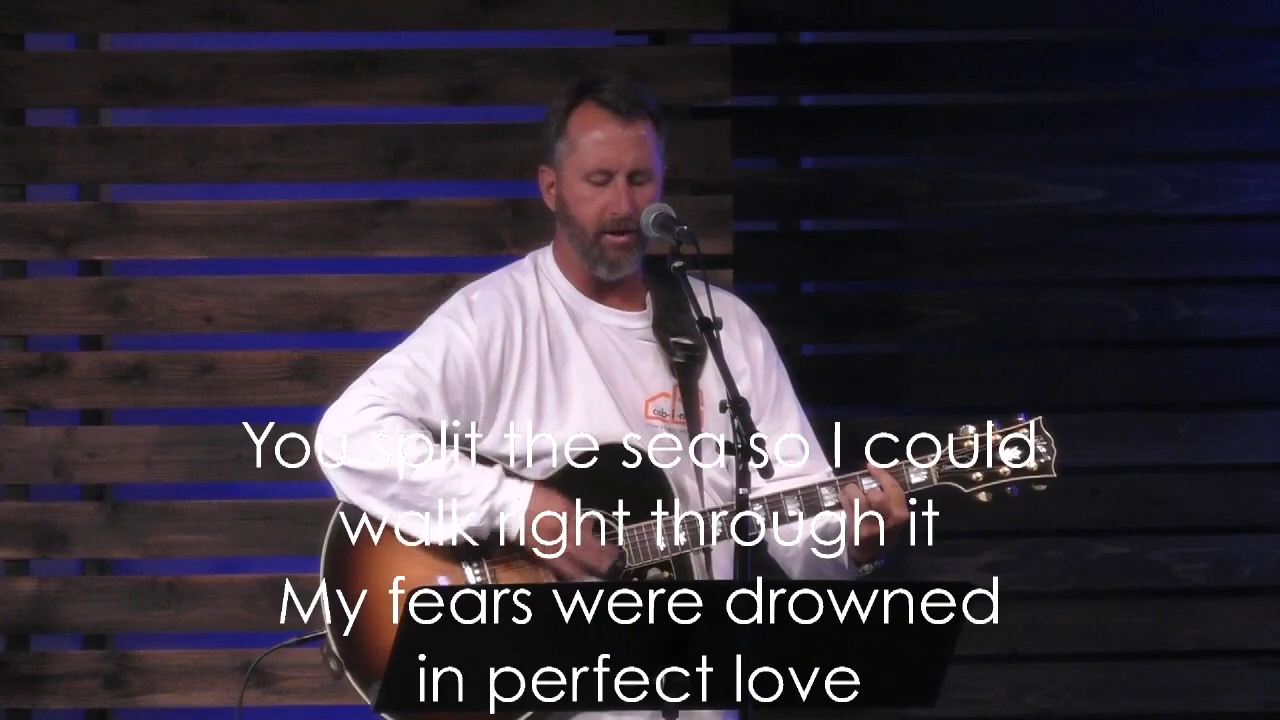 You split the sea so I could
walk right through it
My fears were drowned
in perfect love